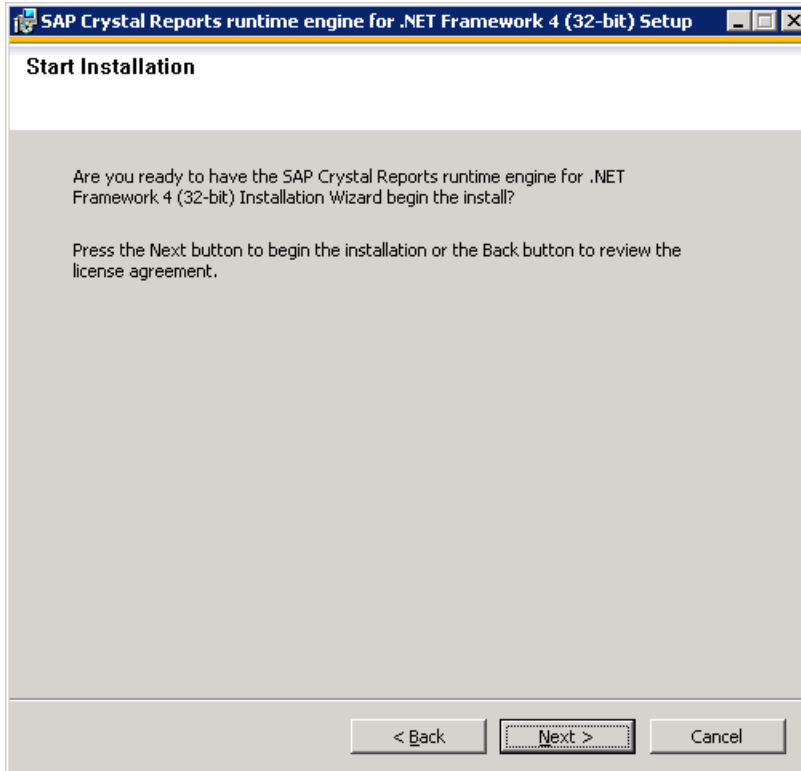 SAP Crystal Reports runtime engine for .NET Framework 4 (32-bit) Setup
Start Installation
Are you ready to have the SAP Crystal Reports runtime engine for .NET
Framework 4 (32-bit) Installation Wizard begin the install?
Press the Next button to begin the installation or the Back button to review the
license agreement.
< Back Next > Cancel